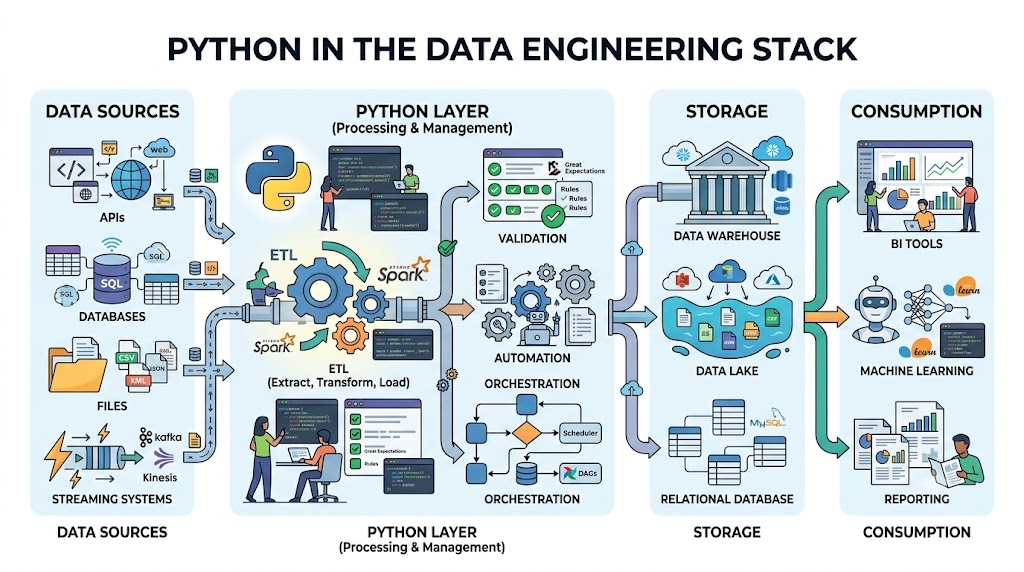 PYTHON IN THE DATA ENGINEERING STACK
DATA SOURCES
</>
web
APIs
SQL
SGL
SGL
DATABASES
CSV
XML
JSON
KML
FILES
kafka
Kinesis
STREAMING SYSTEMS
DATA SOURCES
PYTHON LAYER
(Processing & Management)
ETL
Spark
Spark
ETL
(Extract, Transform, Load)
Great Expectations
Rules
Great
Expectations
Rules
Rules
Rules
VALIDATION
AUTOMATION
ORCHESTRATION
Scheduler
DAGs
ORCHESTRATION
PYTHON LAYER
(Processing & Management)
STORAGE
DATA WAREHOUSE
DATA LAKE
MySQL
RELATIONAL DATABASE
STORAGE
CONSUMPTION
BI TOOLS
learn
learn
MACHINE LEARNING
REPORTING
CONSUMPTION